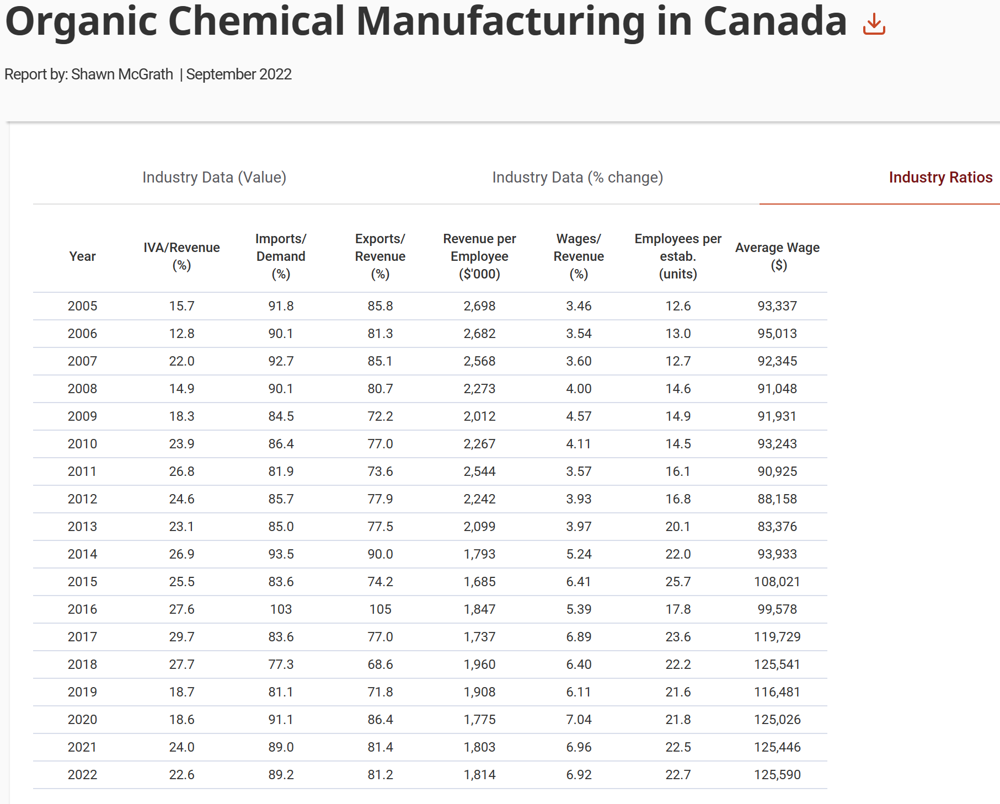 Organic Chemical Manufacturing in Canada
Report by: Shawn McGrath | September 2022
Industry Data (Value) Industry Data (% change) Industry Ratios
Year IVA/Revenue (%) Imports/ Demand (%) Exports/ Revenue (%) Revenue per Employee ($'000) Wages/ Revenue (%) Employees per estab. (units) Average Wage ($)
2005 15.7 91.8 85.8 2,698 3.46 12.6 93,337
2006 12.8 90.1 81.3 2,682 3.54 13.0 95,013
2007 22.0 92.7 85.1 2,568 3.60 12.7 92,345
2008 14.9 90.1 80.7 2,273 4.00 14.6 91,048
2009 18.3 84.5 72.2 2,012 4.57 14.9 91,931
2010 23.9 86.4 77.0 2,267 4.11 14.5 93,243
2011 26.8 81.9 73.6 2,544 3.57 16.1 90,925
2012 24.6 85.7 77.9 2,242 3.93 16.8 88,158
2013 23.1 85.0 77.5 2,099 3.97 20.1 83,376
2014 26.9 93.5 90.0 1,793 5.24 22.0 93,933
2015 25.5 83.6 74.2 1,685 6.41 25.7 108,021
2016 27.6 103 105 1,847 5.39 17.8 99,578
2017 29.7 83.6 77.0 1,737 6.89 23.6 119,729
2018 27.7 77.3 68.6 1,960 6.40 22.2 125,541
2019 18.7 81.1 71.8 1,908 6.11 21.6 116,481
2020 18.6 91.1 86.4 1,775 7.04 21.8 125,026
2021 24.0 89.0 81.4 1,803 6.96 22.5 125,446
2022 22.6 89.2 81.2 1,814 6.92 22.7 125,590